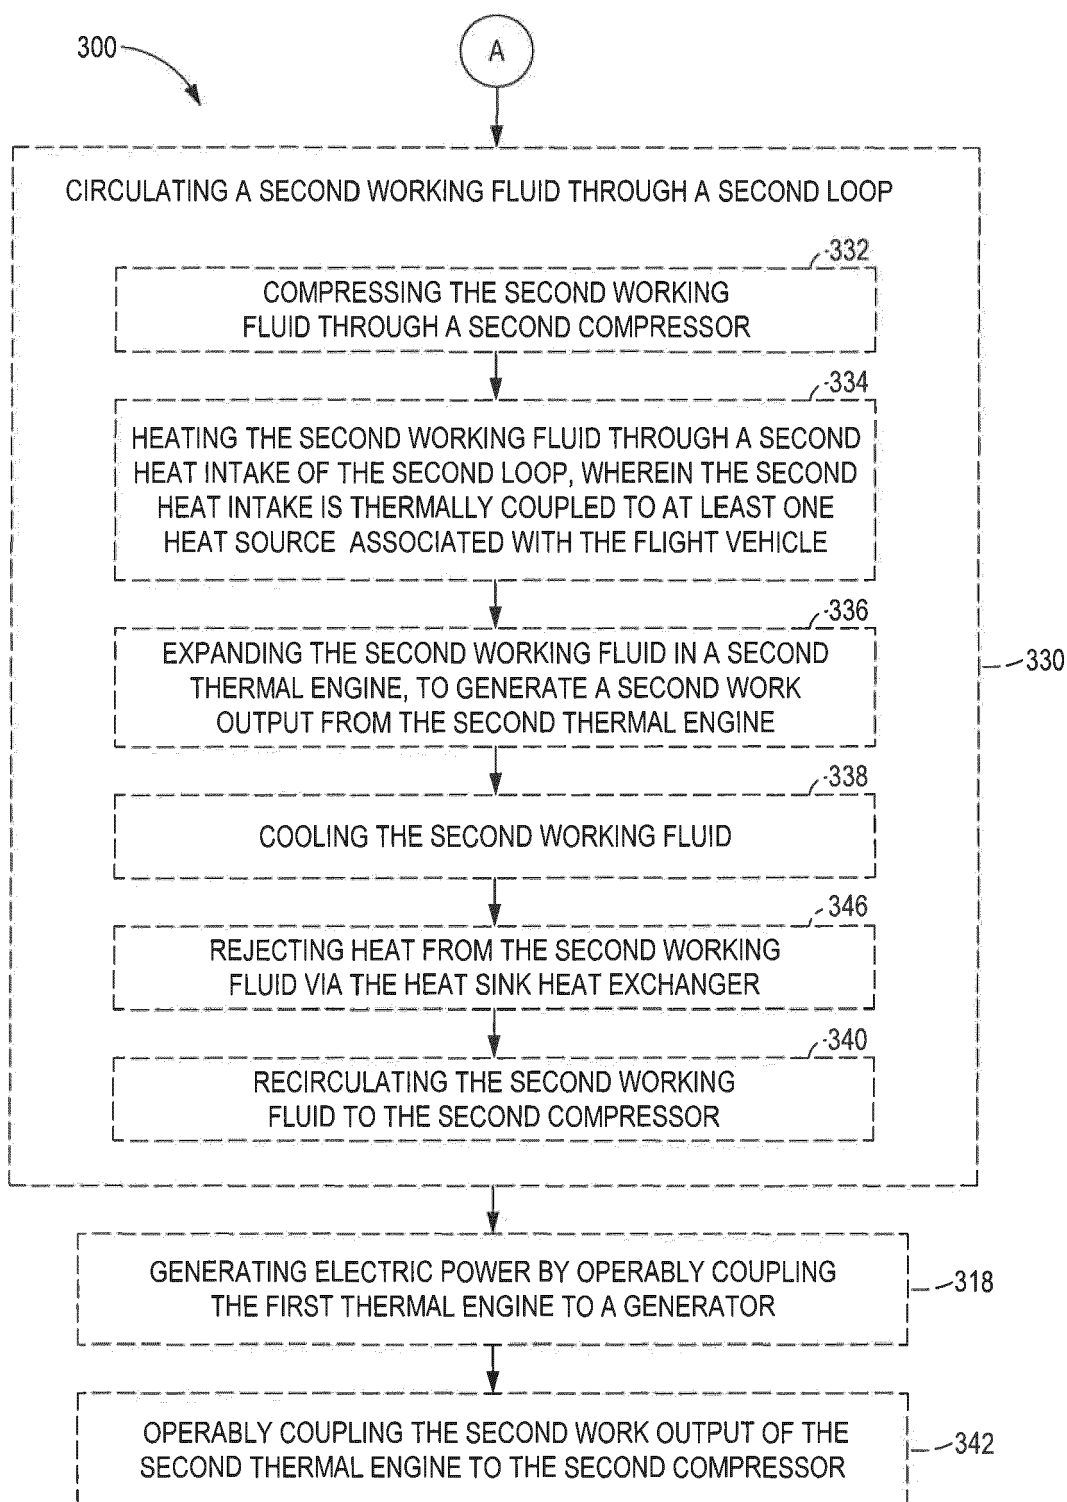 300
A
CIRCULATING A SECOND WORKING FLUID THROUGH A SECOND LOOP
332
COMPRESSING THE SECOND WORKING
FLUID THROUGH A SECOND COMPRESSOR
334
HEATING THE SECOND WORKING FLUID THROUGH A SECOND
HEAT INTAKE OF THE SECOND LOOP, WHEREIN THE SECOND
HEAT INTAKE IS THERMALLY COUPLED TO AT LEAST ONE
HEAT SOURCE ASSOCIATED WITH THE FLIGHT VEHICLE
336
EXPANDING THE SECOND WORKING FLUID IN A SECOND
THERMAL ENGINE, TO GENERATE A SECOND WORK
OUTPUT FROM THE SECOND THERMAL ENGINE
330
338
COOLING THE SECOND WORKING FLUID
346
REJECTING HEAT FROM THE SECOND WORKING
FLUID VIA THE HEAT SINK HEAT EXCHANGER
340
RECIRCULATING THE SECOND WORKING
FLUID TO THE SECOND COMPRESSOR
GENERATING ELECTRIC POWER BY OPERABLY COUPLING
THE FIRST THERMAL ENGINE TO A GENERATOR
318
OPERABLY COUPLING THE SECOND WORK OUTPUT OF THE
SECOND THERMAL ENGINE TO THE SECOND COMPRESSOR
342